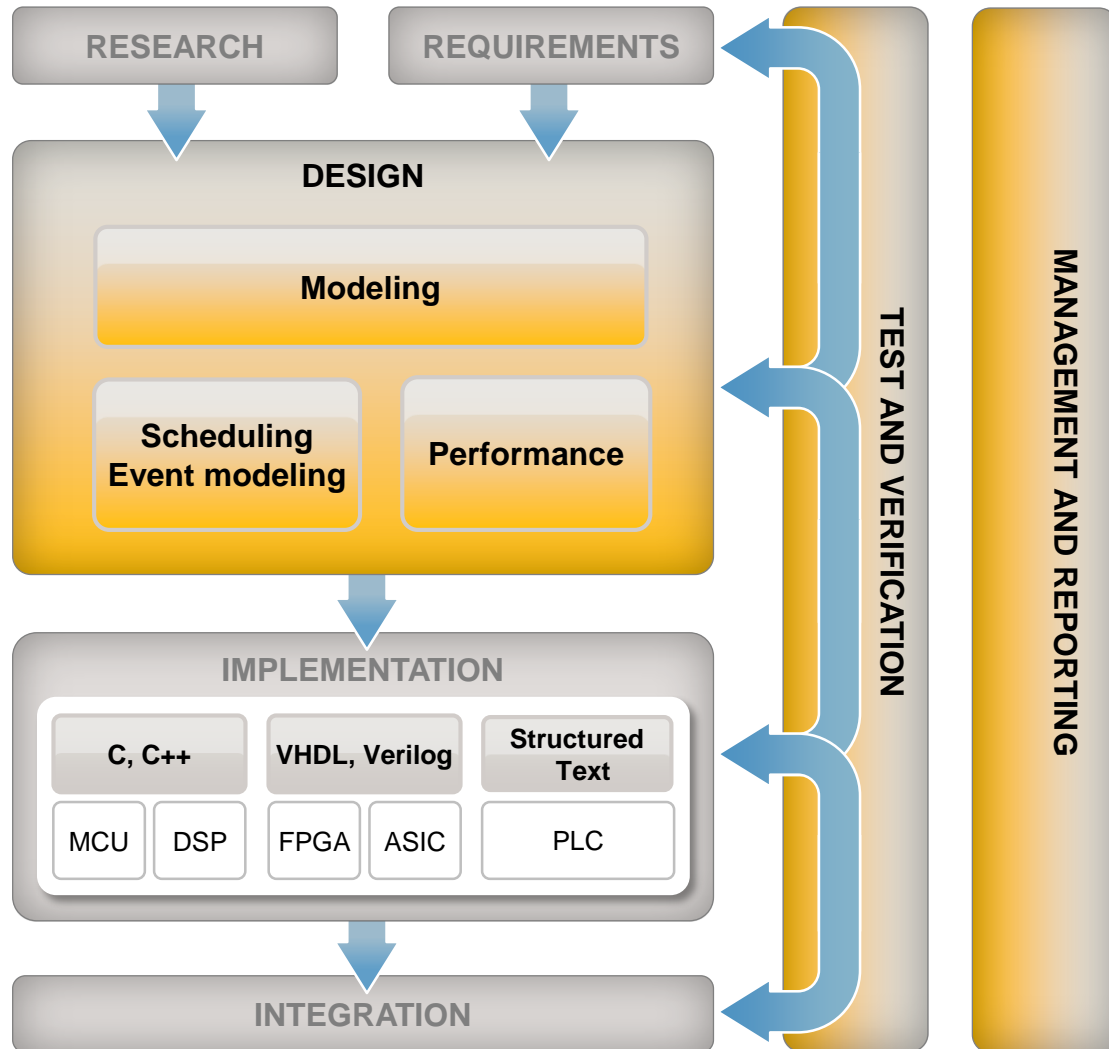 RESEARCH
REQUIREMENTS
DESIGN
Modeling
Scheduling
Event modeling
Performance
IMPLEMENTATION
C, C++
VHDL, Verilog
Structured
Text
MCU
DSP
FPGA
ASIC
PLC
INTEGRATION
TEST AND VERIFICATION
MANAGEMENT AND REPORTING